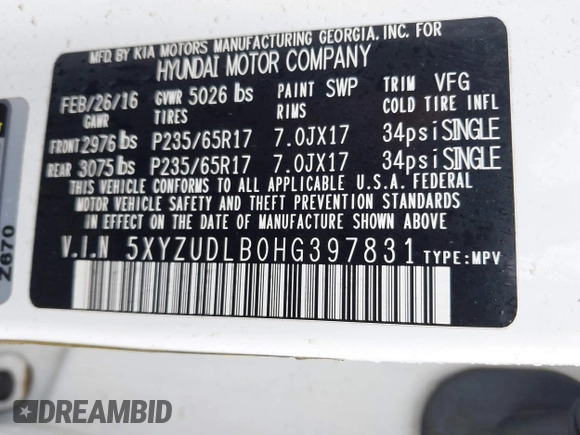 MFD. BY KIA MOTORS MANUFACTURING GEORGIA, INC. FOR
HYUNDAI MOTOR COMPANY
FEB/26/16 GVWR 5026 lbs PAINT SWP TRIM VFG
GAWR TIRES RIMS COLD TIRE INFL
FRONT 2976 lbs P235/65R17 7.0JX17 34psi SINGLE
REAR 3075 lbs P235/65R17 7.0JX17 34psi SINGLE
THIS VEHICLE CONFORMS TO ALL APPLICABLE U.S.A. FEDERAL
MOTOR VEHICLE SAFETY, BUMPER, AND THEFT PREVENTION STANDARDS
IN EFFECT ON THE DATE OF MANUFACTURE SHOWN ABOVE.
V.I.N 5XYZUDLB0HG397831 TYPE:MPV
Z670
DREAMBID